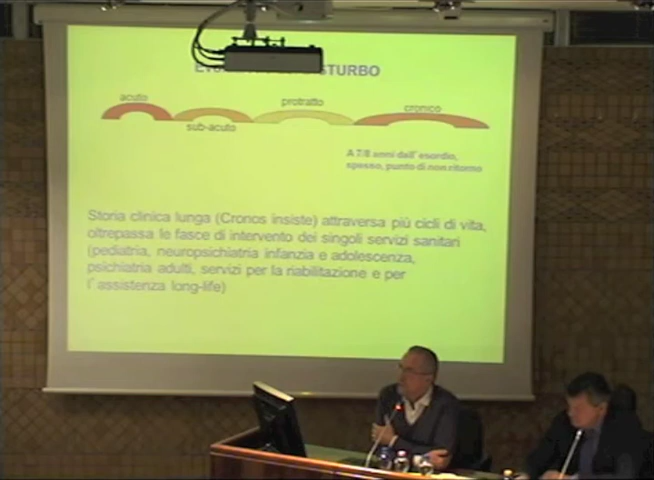 STURBO
acuto
sub-acuto
protratto
cronico
A 7/8 anni dall' esordio,
spesso, punto di non ritorno
Storia clinica lunga (Cronos insiste) attraversa più cicli di vita,
oltrepassa le fasce di intervento dei singoli servizi sanitari
(pediatria, neuropsichiatria infanzia e adolescenza,
psichiatria adulti, servizi per la riabilitazione e per
l' assistenza long-life)